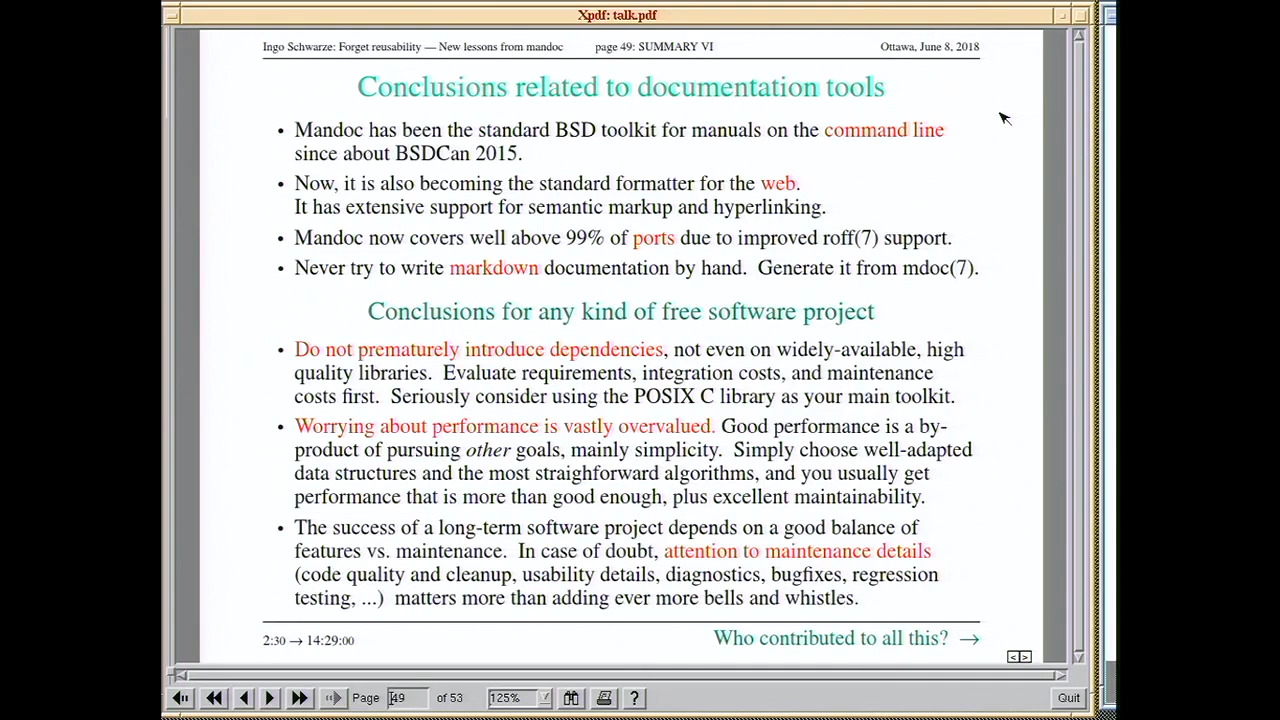 Xpdf: talk.pdf
Ingo Schwarze: Forget reusability — New lessons from mandoc page 49: SUMMARY VI Ottawa, June 8, 2018
Conclusions related to documentation tools
• Mandoc has been the standard BSD toolkit for manuals on the command line
since about BSDCan 2015.
• Now, it is also becoming the standard formatter for the web.
It has extensive support for semantic markup and hyperlinking.
• Mandoc now covers well above 99% of ports due to improved roff(7) support.
• Never try to write markdown documentation by hand. Generate it from mdoc(7).
Conclusions for any kind of free software project
• Do not prematurely introduce dependencies, not even on widely-available, high
quality libraries. Evaluate requirements, integration costs, and maintenance
costs first. Seriously consider using the POSIX C library as your main toolkit.
• Worrying about performance is vastly overvalued. Good performance is a by-
product of pursuing other goals, mainly simplicity. Simply choose well-adapted
data structures and the most straighforward algorithms, and you usually get
performance that is more than good enough, plus excellent maintainability.
• The success of a long-term software project depends on a good balance of
features vs. maintenance. In case of doubt, attention to maintenance details
(code quality and cleanup, usability details, diagnostics, bugfixes, regression
testing, ...) matters more than adding ever more bells and whistles.
2:30 → 14:29:00 Who contributed to all this? →
Page 49 of 53 125% ? Quit